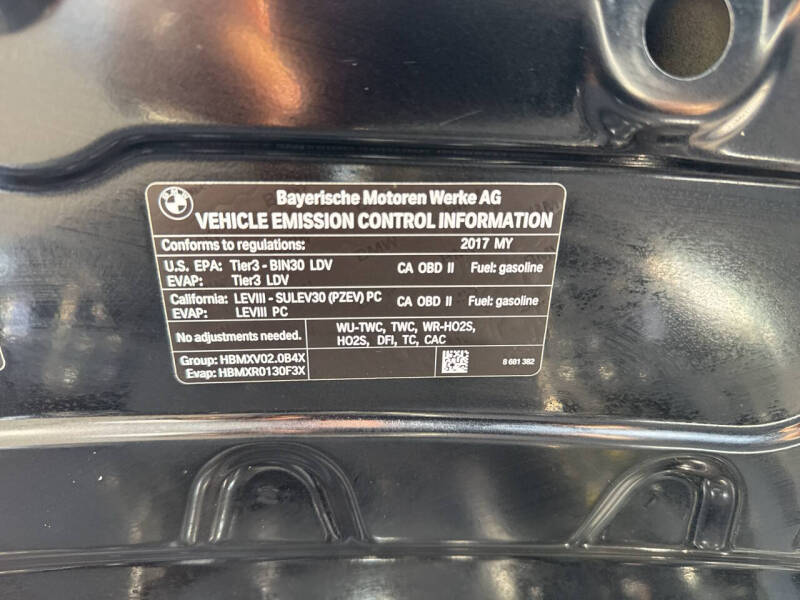 BMW
Bayerische Motoren Werke AG
VEHICLE EMISSION CONTROL INFORMATION
Conforms to regulations: 2017 MY
U.S. EPA: Tier3 - BIN30 LDV CA OBD II Fuel: gasoline
EVAP: Tier3 LDV
California: LEVIII - SULEV30 (PZEV) PC CA OBD II Fuel: gasoline
EVAP: LEVIII PC
No adjustments needed. WU-TWC, TWC, WR-HO2S,
HO2S, DFI, TC, CAC
Group: HBMXV02.0B4X
Evap: HBMXR0130F3X
8 681 382